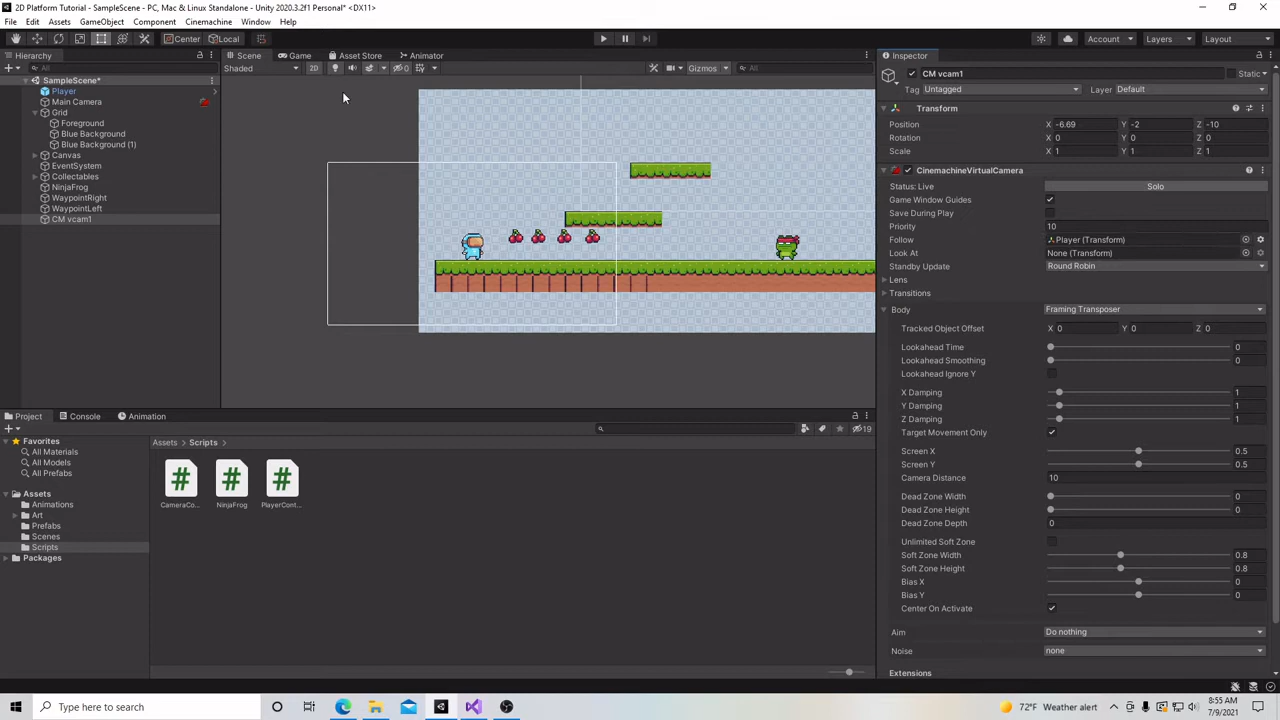 2D Platform Tutorial - SampleScene - PC, Mac & Linux Standalone - Unity 2020.3.2f1 Personal* <DX11>
File Edit Assets GameObject Component Cinemachine Window Help
Center Local Account Layers Layout
Hierarchy
All
SampleScene*
Player
Main Camera
Grid
Foreground
Blue Background
Blue Background (1)
Canvas
EventSystem
Collectables
NinjaFrog
WaypointRight
WaypointLeft
CM vcam1
Scene Game Asset Store Animator
Shaded 2D 0 Gizmos All
Inspector
CM vcam1 Static
Tag Untagged Layer Default
Transform
Position X -6.69 Y -2 Z -10
Rotation X 0 Y 0 Z 0
Scale X 1 Y 1 Z 1
CinemachineVirtualCamera
Status: Live Solo
Game Window Guides
Save During Play
Priority 10
Follow Player (Transform)
Look At None (Transform)
Standby Update Round Robin
Lens
Transitions
Body Framing Transposer
Tracked Object Offset X 0 Y 0 Z 0
Lookahead Time 0
Lookahead Smoothing 0
Lookahead Ignore Y
X Damping 1
Y Damping 1
Z Damping 1
Target Movement Only
Screen X 0.5
Screen Y 0.5
Camera Distance 10
Dead Zone Width 0
Dead Zone Height 0
Dead Zone Depth 0
Unlimited Soft Zone
Soft Zone Width 0.8
Soft Zone Height 0.8
Bias X 0
Bias Y 0
Center On Activate
Aim Do nothing
Noise none
Extensions
Project Console Animation
19
Favorites
All Materials
All Models
All Prefabs
Assets
Animations
Art
Prefabs
Scenes
Scripts
Packages
Assets > Scripts >
# # #
CameraCo... NinjaFrog PlayerCont...
Type here to search
72°F Weather alert
8:55 AM
7/9/2021